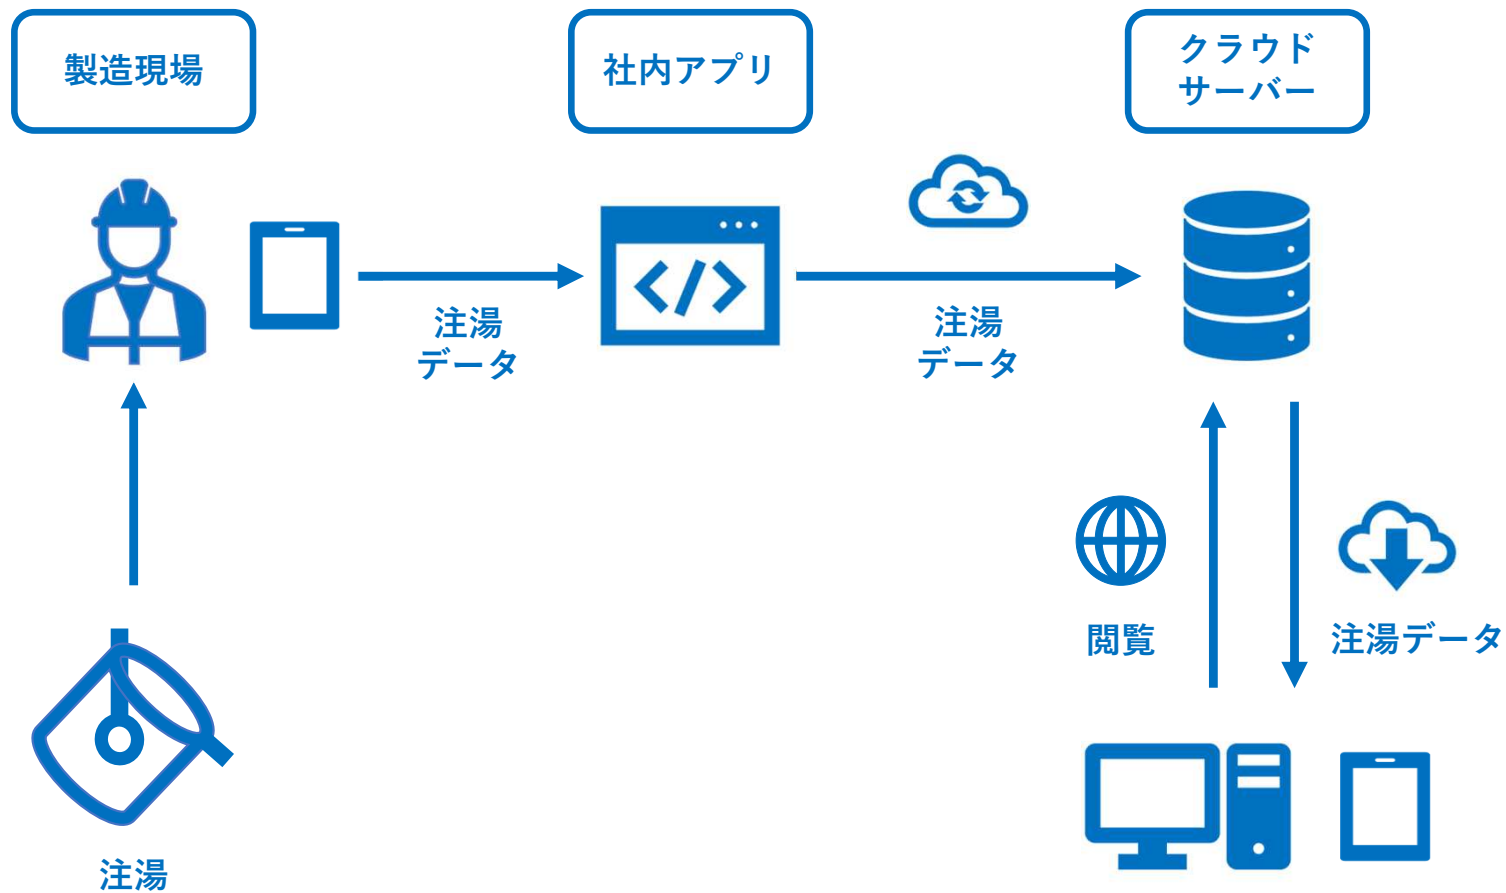 製造現場
社内アプリ
クラウド
サーバー
注湯
データ
注湯
データ
閲覧
注湯データ
注湯